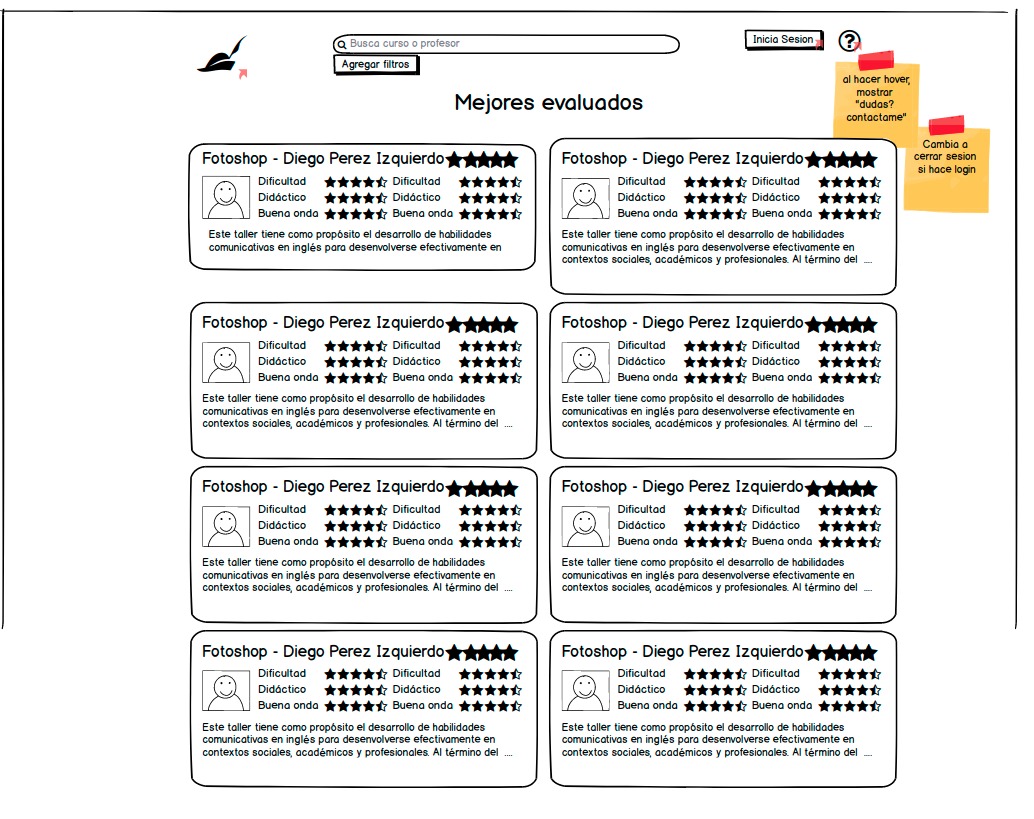 Busca curso o profesor
Inicia Sesion
?
Agregar filtros
al hacer hover,
mostrar
"dudas?
contactame"
Mejores evaluados
Cambia a
cerrar sesion
si hace login
Fotoshop - Diego Perez Izquierdo
Dificultad Dificultad
Didáctico Didáctico
Buena onda Buena onda
Este taller tiene como propósito el desarrollo de habilidades
comunicativas en inglés para desenvolverse efectivamente en
Fotoshop - Diego Perez Izquierdo
Dificultad Dificultad
Didáctico Didáctico
Buena onda Buena onda
Este taller tiene como propósito el desarrollo de habilidades
comunicativas en inglés para desenvolverse efectivamente en
contextos sociales, académicos y profesionales. Al término del ....
Fotoshop - Diego Perez Izquierdo
Dificultad Dificultad
Didáctico Didáctico
Buena onda Buena onda
Este taller tiene como propósito el desarrollo de habilidades
comunicativas en inglés para desenvolverse efectivamente en
contextos sociales, académicos y profesionales. Al término del ....
Fotoshop - Diego Perez Izquierdo
Dificultad Dificultad
Didáctico Didáctico
Buena onda Buena onda
Este taller tiene como propósito el desarrollo de habilidades
comunicativas en inglés para desenvolverse efectivamente en
contextos sociales, académicos y profesionales. Al término del ....
Fotoshop - Diego Perez Izquierdo
Dificultad Dificultad
Didáctico Didáctico
Buena onda Buena onda
Este taller tiene como propósito el desarrollo de habilidades
comunicativas en inglés para desenvolverse efectivamente en
contextos sociales, académicos y profesionales. Al término del ....
Fotoshop - Diego Perez Izquierdo
Dificultad Dificultad
Didáctico Didáctico
Buena onda Buena onda
Este taller tiene como propósito el desarrollo de habilidades
comunicativas en inglés para desenvolverse efectivamente en
contextos sociales, académicos y profesionales. Al término del ....
Fotoshop - Diego Perez Izquierdo
Dificultad Dificultad
Didáctico Didáctico
Buena onda Buena onda
Este taller tiene como propósito el desarrollo de habilidades
comunicativas en inglés para desenvolverse efectivamente en
contextos sociales, académicos y profesionales. Al término del ....
Fotoshop - Diego Perez Izquierdo
Dificultad Dificultad
Didáctico Didáctico
Buena onda Buena onda
Este taller tiene como propósito el desarrollo de habilidades
comunicativas en inglés para desenvolverse efectivamente en
contextos sociales, académicos y profesionales. Al término del ....